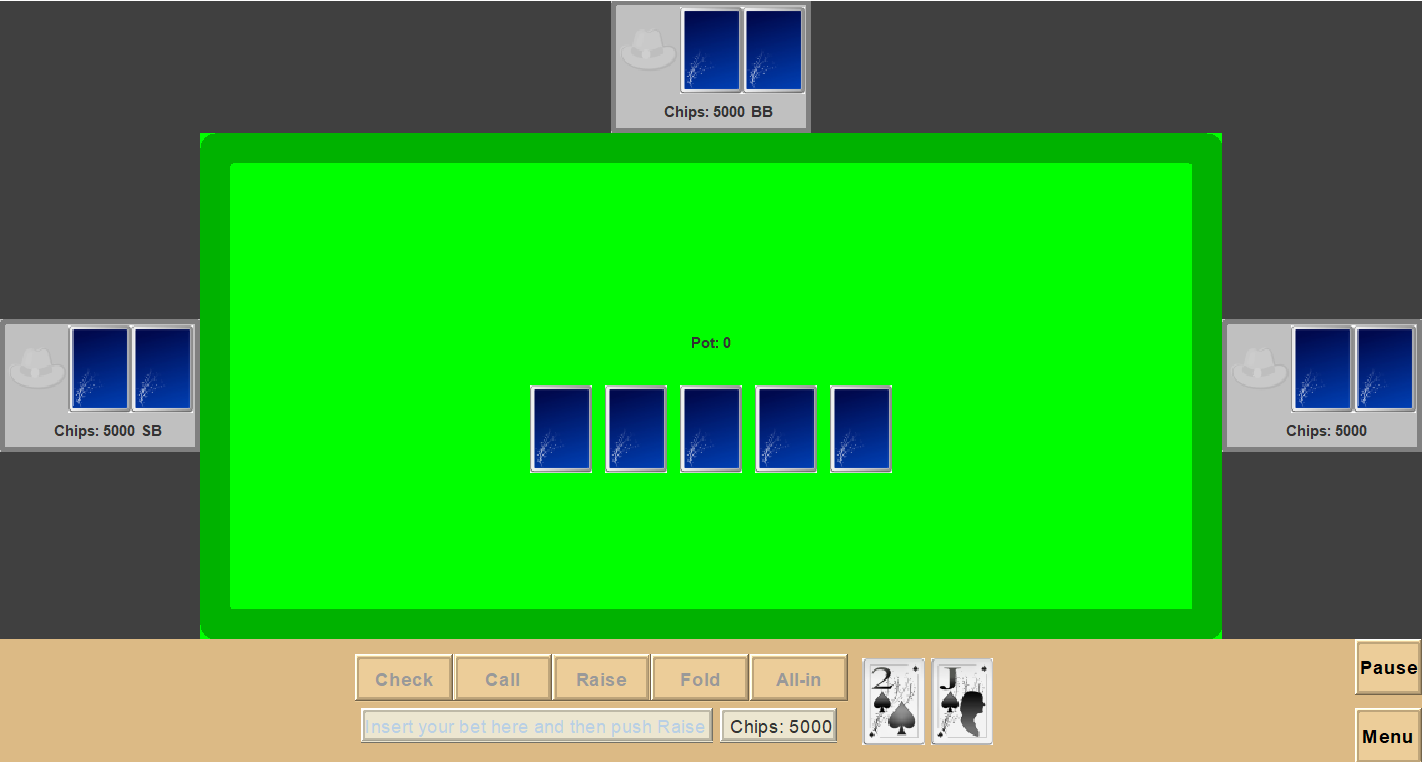 Chips: 5000 BB
Pot: 0
Chips: 5000 SB
Chips: 5000
Check
Call
Raise
Fold
All-in
Insert your bet here and then push Raise
Chips: 5000
2
J
Pause
Menu